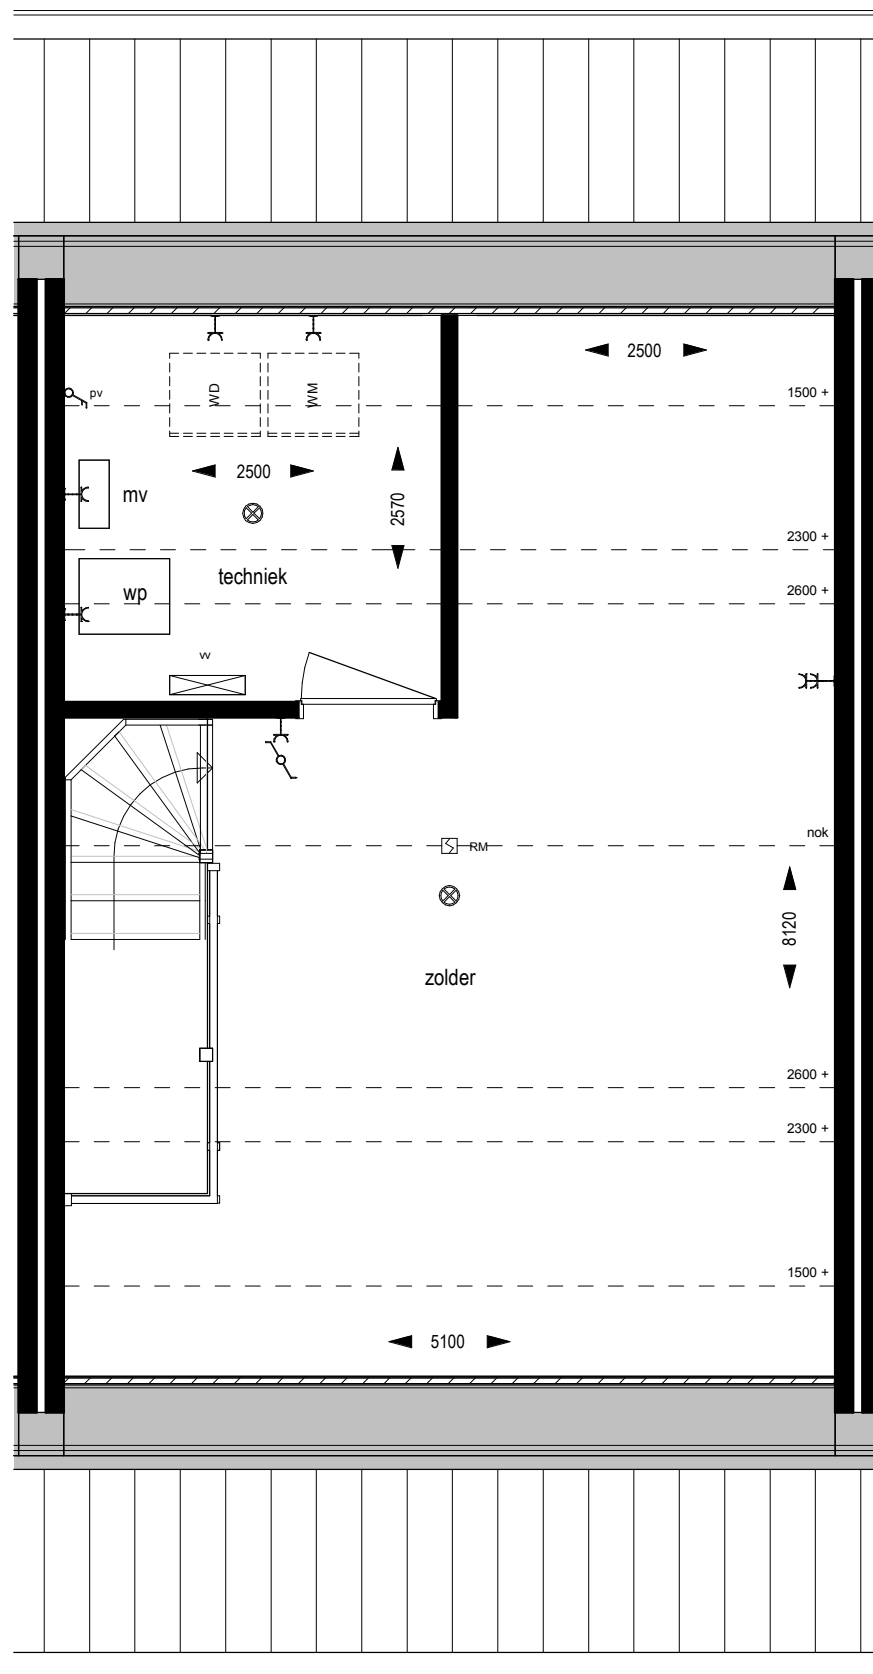 2500
pv
WD
WM
1500 +
2500
mv
2570
2300 +
techniek
wp
2600 +
vv
nok
RM
8120
zolder
2600 +
2300 +
1500 +
5100